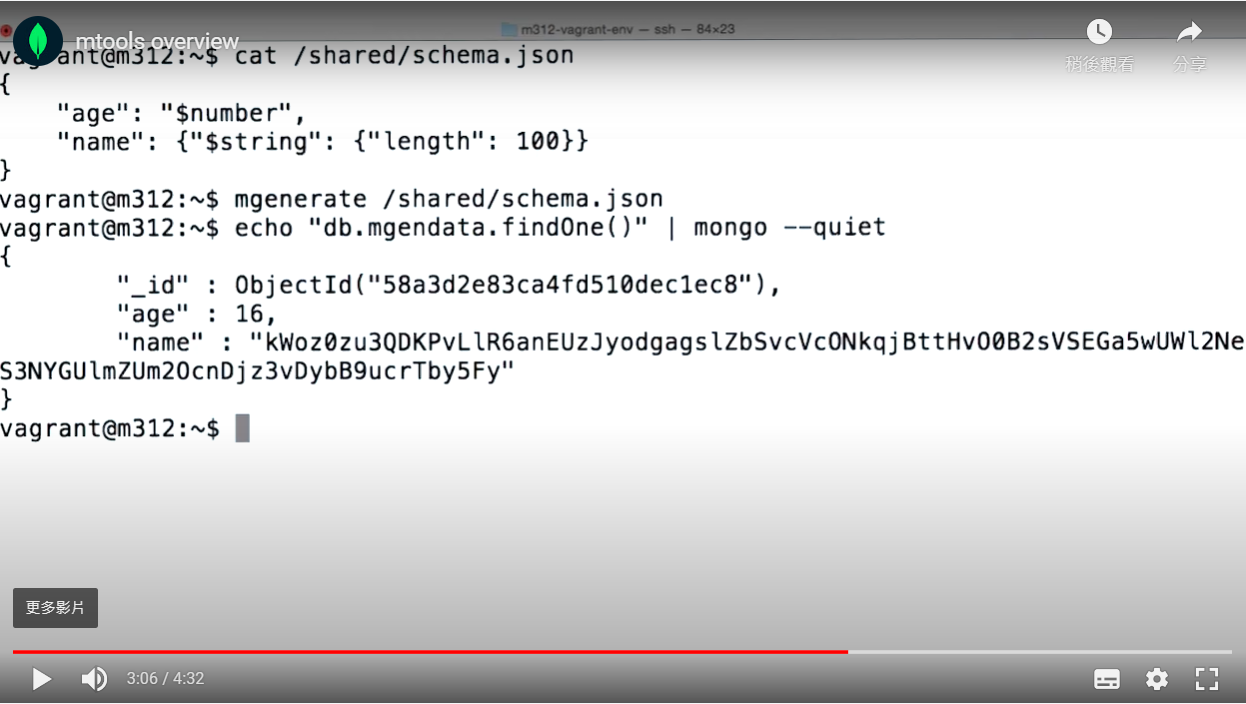 m312-vagrant-env — ssh — 84×23
mtools overview
稍後觀看
分享
vagrant@m312:~$ cat /shared/schema.json
{
    "age": "$number",
    "name": {"$string": {"length": 100}}
}
vagrant@m312:~$ mgenerate /shared/schema.json
vagrant@m312:~$ echo "db.mgendata.findOne()" | mongo --quiet
{
        "_id" : ObjectId("58a3d2e83ca4fd510dec1ec8"),
        "age" : 16,
        "name" : "kWoz0zu3QDKPvLlR6anEUzJyodgagslZbSvcVcONkqjBttHvO0B2sVSEGa5wUWl2Ne
S3NYGUlmZUm2OcnDjz3vDybB9ucrTby5Fy"
}
vagrant@m312:~$
更多影片
3:06 / 4:32